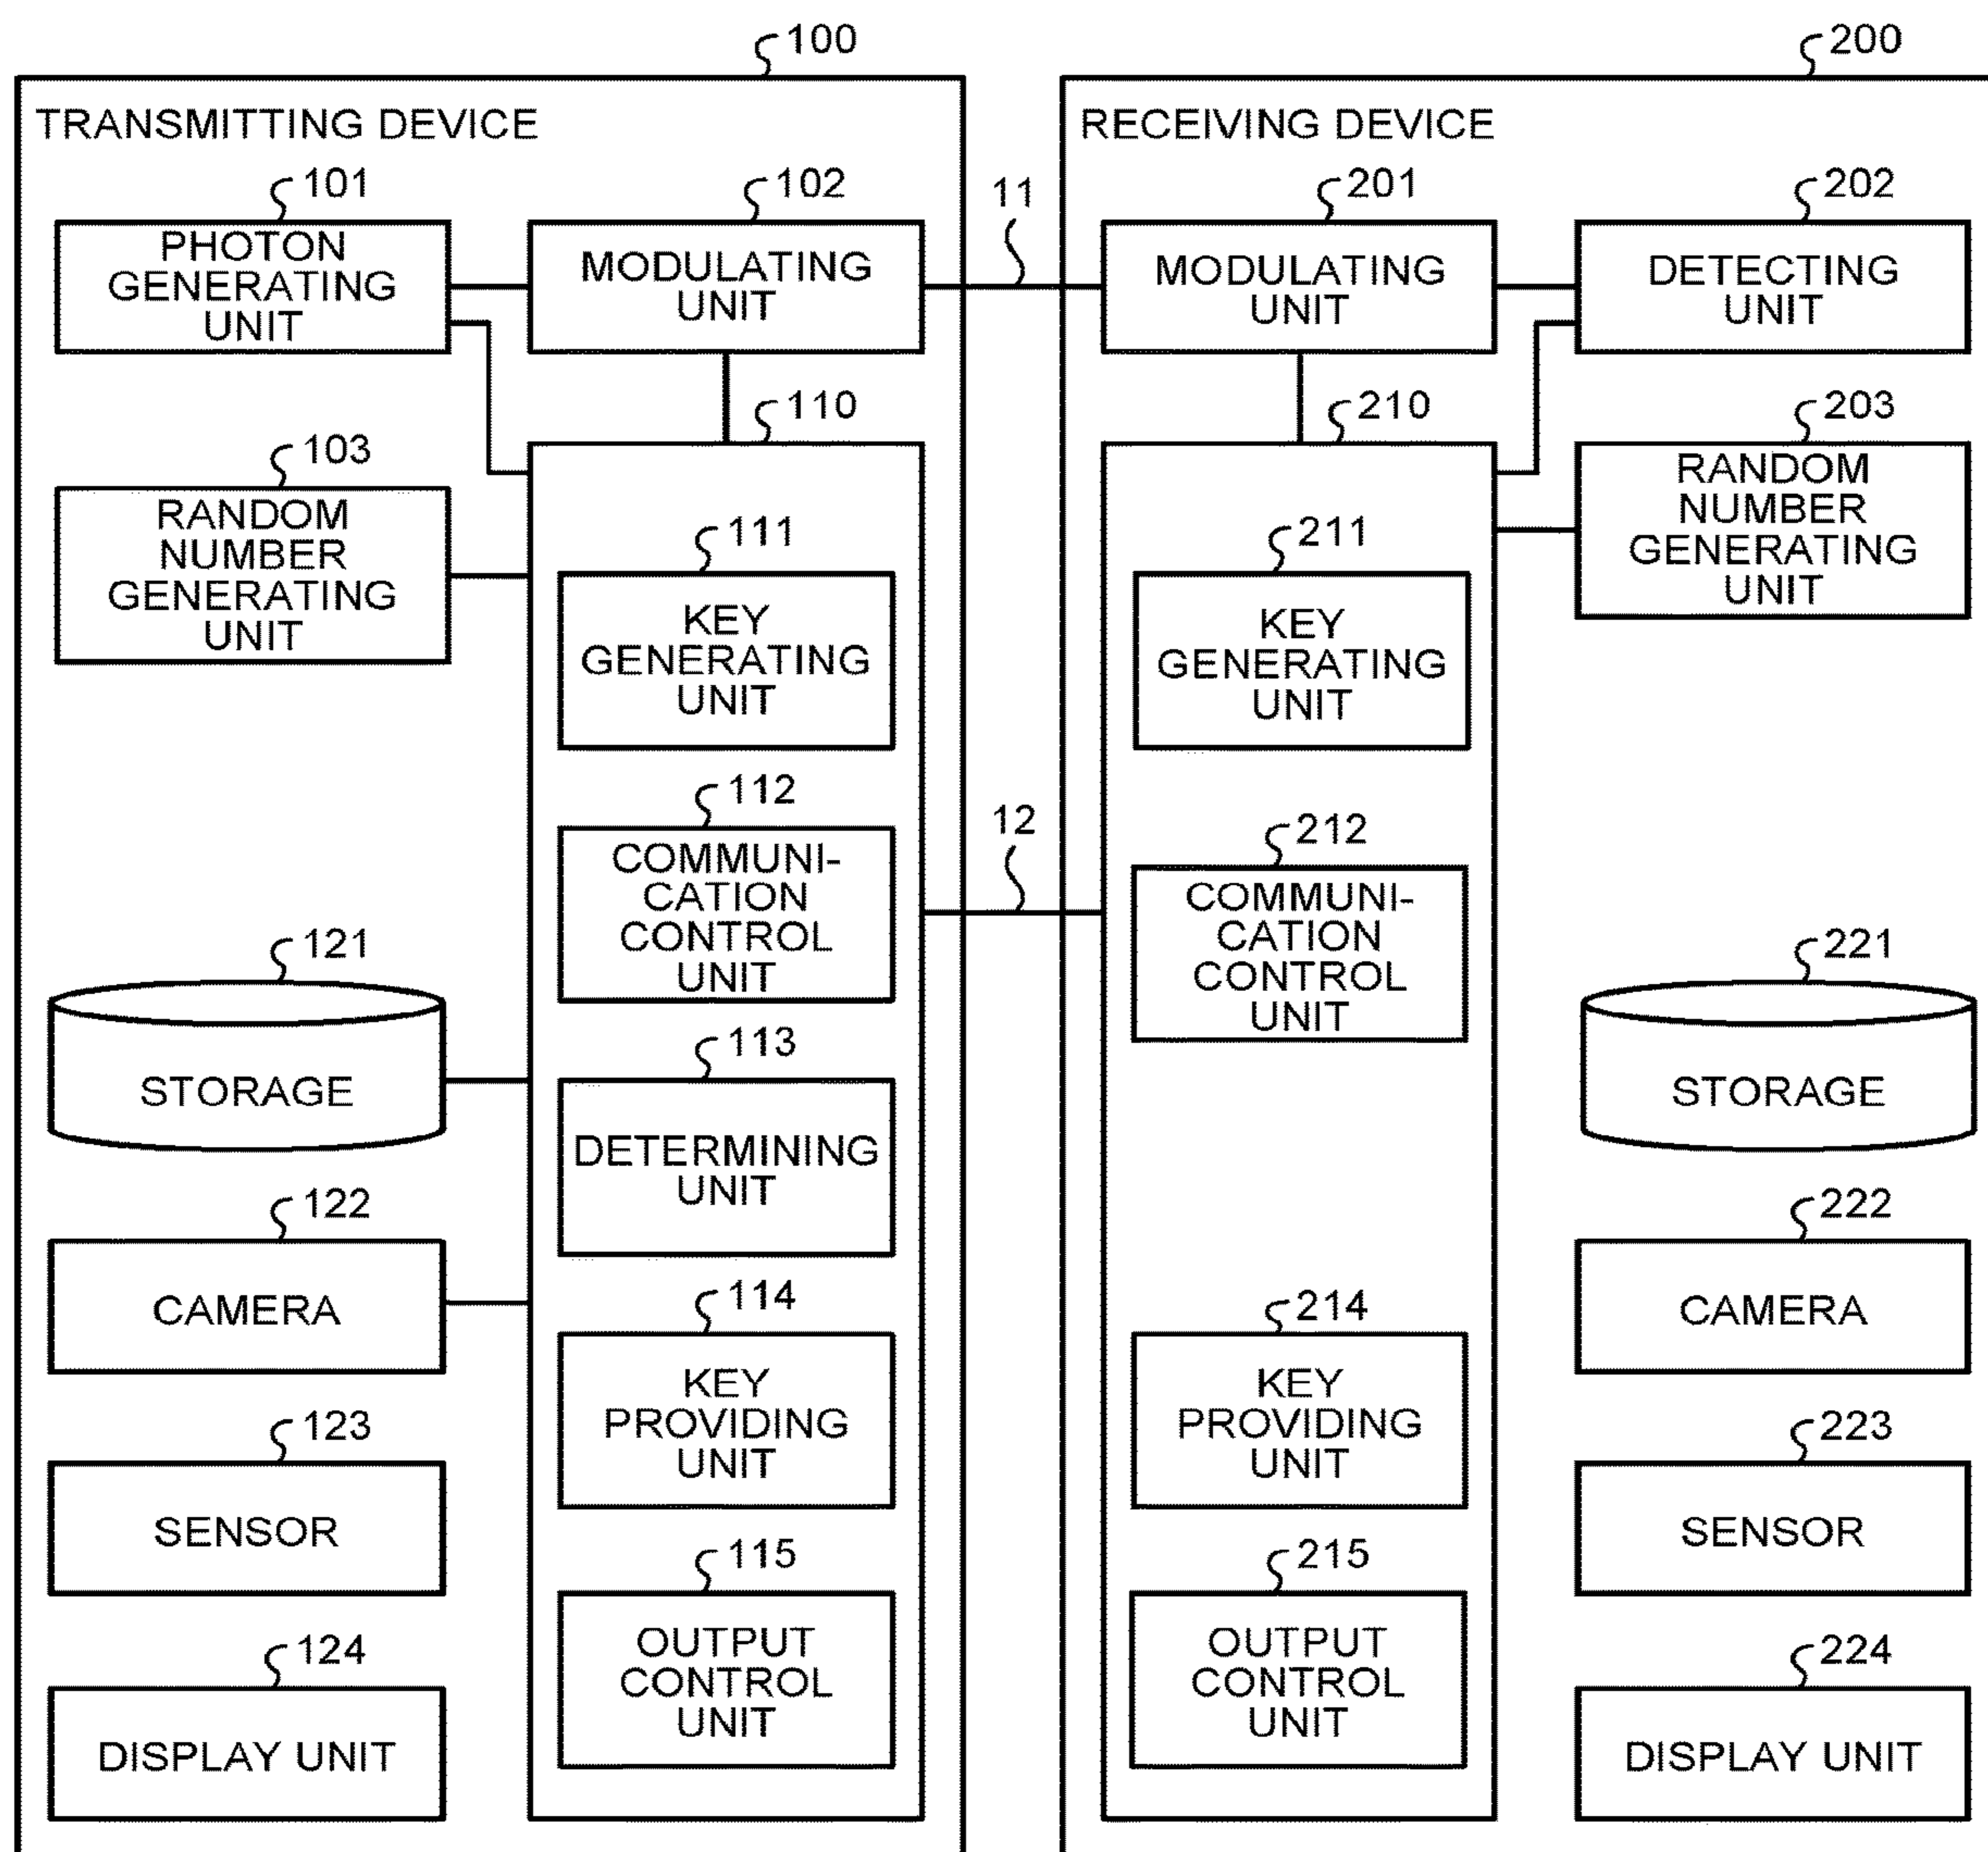 100
200
TRANSMITTING DEVICE
RECEIVING DEVICE
101
102
11
201
202
PHOTON
GENERATING
UNIT
MODULATING
UNIT
MODULATING
UNIT
DETECTING
UNIT
103
110
210
203
RANDOM
NUMBER
GENERATING
UNIT
RANDOM
NUMBER
GENERATING
UNIT
111
211
KEY
GENERATING
UNIT
KEY
GENERATING
UNIT
112
12
212
COMMUNI-
CATION
CONTROL
UNIT
COMMUNI-
CATION
CONTROL
UNIT
121
221
STORAGE
STORAGE
113
DETERMINING
UNIT
122
222
CAMERA
CAMERA
114
214
KEY
PROVIDING
UNIT
KEY
PROVIDING
UNIT
123
223
SENSOR
SENSOR
115
215
OUTPUT
CONTROL
UNIT
OUTPUT
CONTROL
UNIT
124
224
DISPLAY UNIT
DISPLAY UNIT